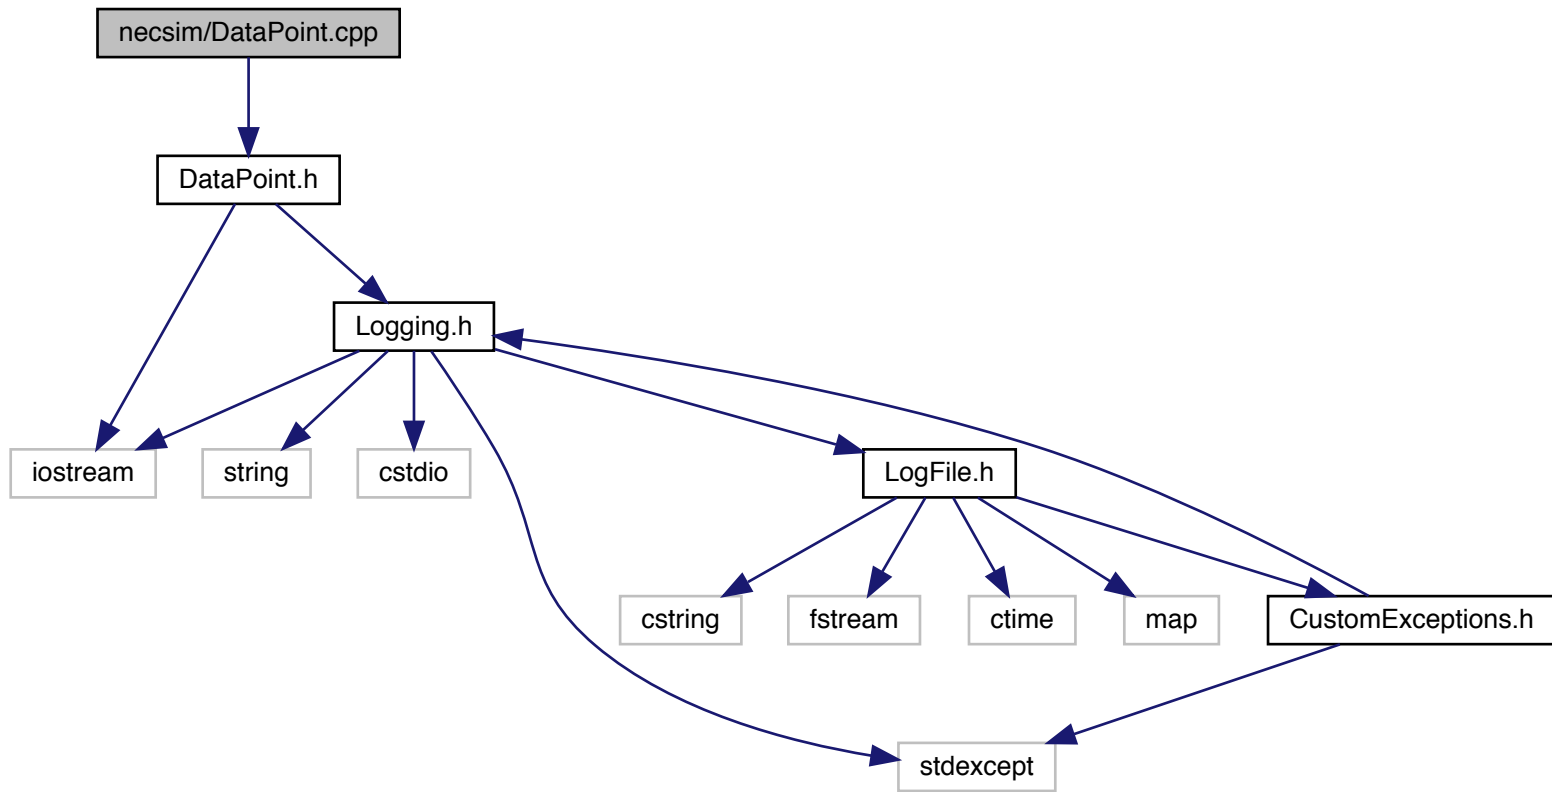 necsim/DataPoint.cpp
DataPoint.h
Logging.h
iostream
string
cstdio
LogFile.h
cstring
fstream
ctime
map
CustomExceptions.h
stdexcept